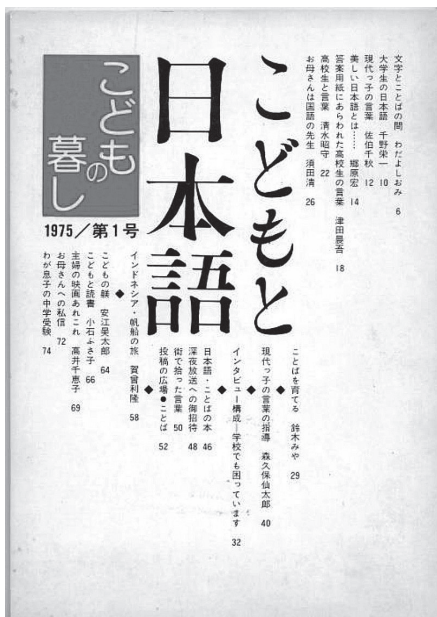 こどもと
日本語
こどもの
暮し
1975／第1号
文字とことばの間　わだよしおみ　6
大学生の日本語　千野栄一　10
現代っ子の言葉　佐伯千秋　12
美しい日本語とは……　郷原宏　14
答案用紙にあらわれた高校生の言葉　津田晨吾　18
高校生と言葉　清水昭守　22
お母さんは国語の先生　須田清　26
ことばを育てる　鈴木みや　29
◆
現代っ子の言葉の指導　森久保仙太郎　40
◆
インタビュー構成―学校でも困っています　32
◆
日本語・ことばの本　46
深夜放送への御招待　48
街で拾った言葉　50
投稿の広場●ことば　52
◆
インドネシア・帆船の旅　賀曽利隆　58
◆
こどもの躾　安江晃太郎　64
こどもと読書　小石ふさ子　66
主婦の映画あれこれ　高井千恵子　69
お母さんへの私信　72
わが息子の中学受験　74